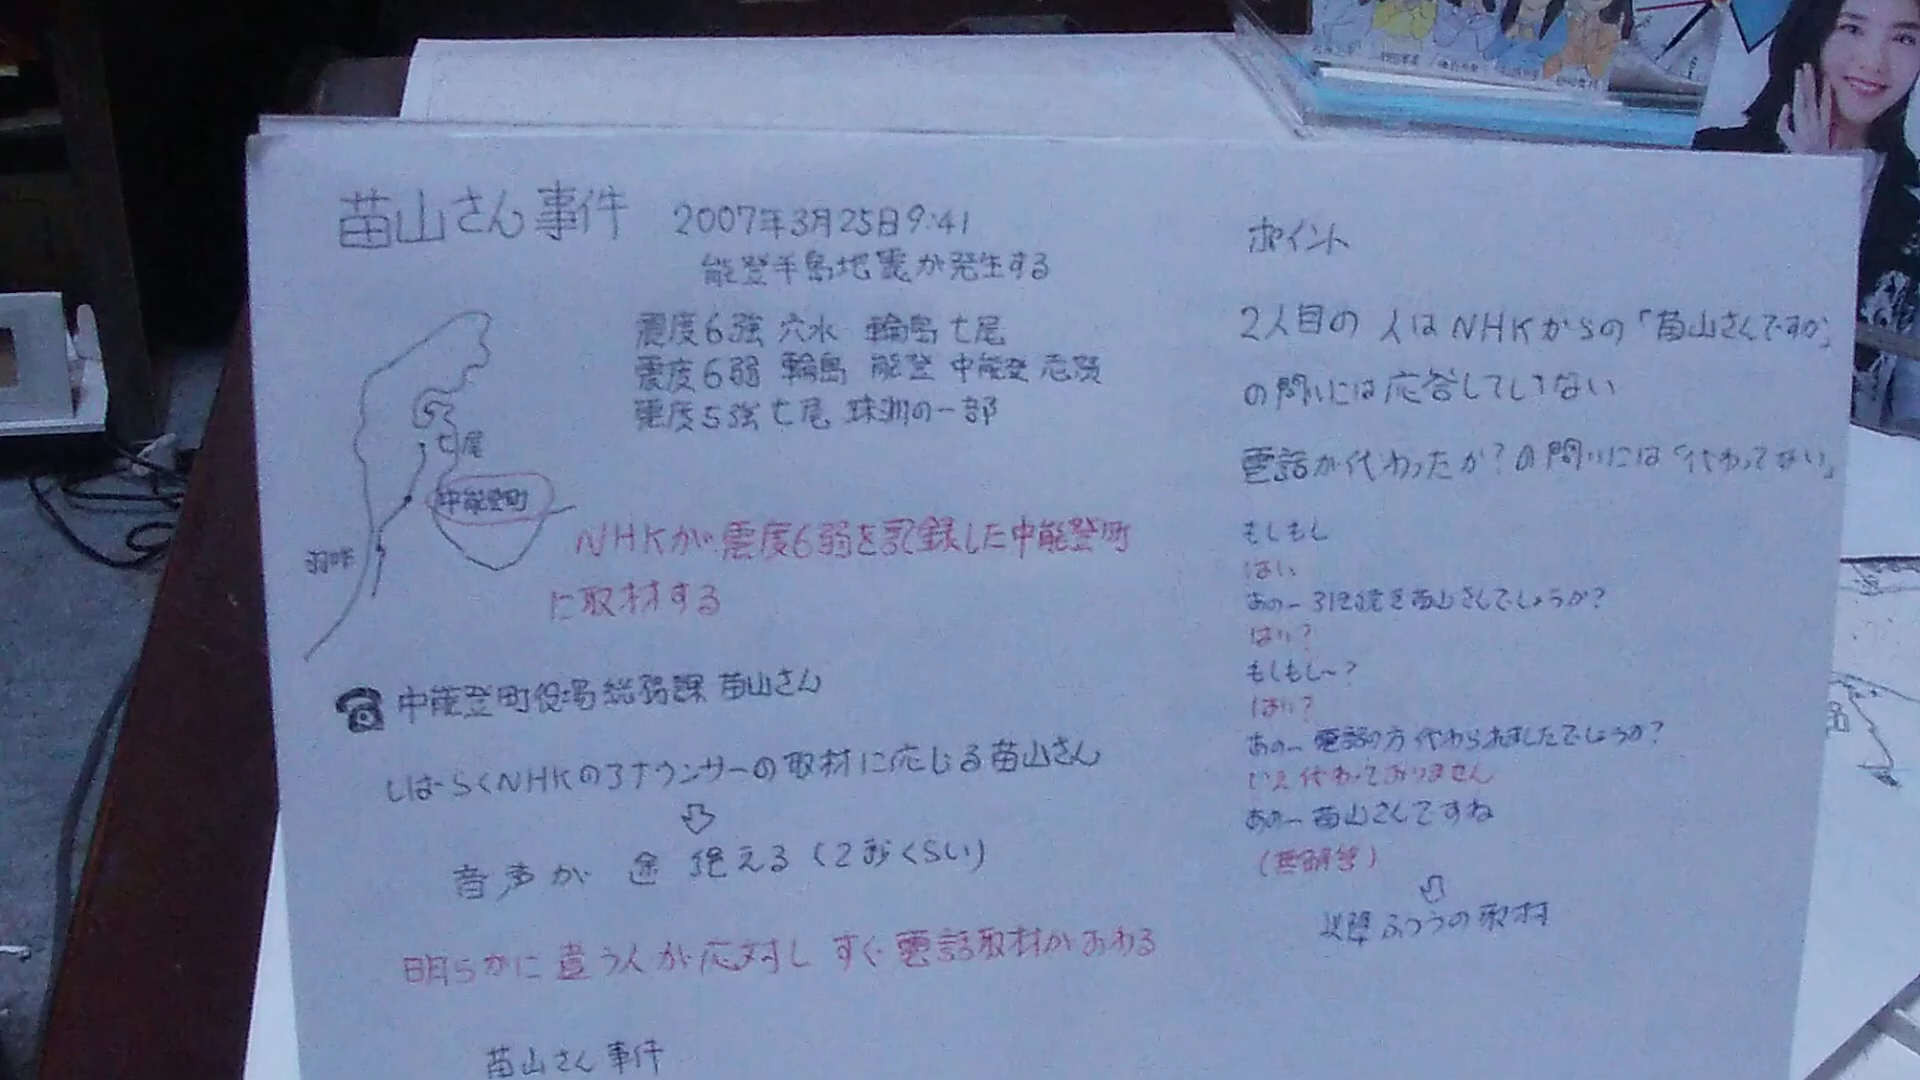 苗山さん事件
2007年3月25日9:41
能登半島地震が発生する
震度6強 穴水 輪島 七尾
震度6弱 輪島 能登 中能登 志賀
震度5強 七尾 珠洲の一部
七尾
中能登町
羽咋
NHKが震度6弱を記録した中能登町
に取材する
中能登町役場総務課 苗山さん
しばらくNHKのアナウンサーの取材に応じる苗山さん
音声が 途絶える(2秒くらい)
明らかに違う人が応対し すぐ電話取材がおわる
苗山さん事件
ポイント
2人目の人はNHKからの「苗山さんですか」
の問いには応答していない
電話が代わったか?の問いには「代わってない」
もしもし
はい
あのー引き続き苗山さんでしょうか?
はい?
もしもし〜?
はい?
あのー電話の方代わられましたでしょうか?
いえ代わっておりません
あのー苗山さんですね
(無解答)
以降ふつうの取材